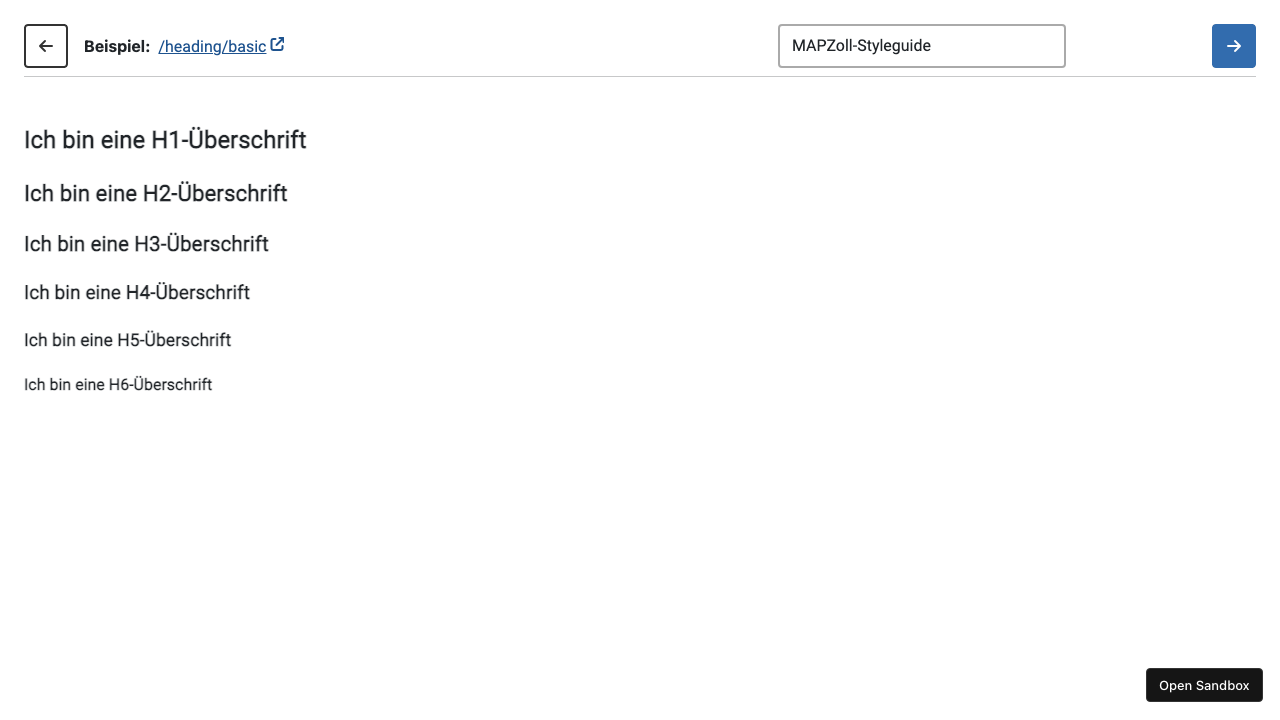 Beispiel: /heading/basic
MAPZoll-Styleguide
Ich bin eine H1-Überschrift
Ich bin eine H2-Überschrift
Ich bin eine H3-Überschrift
Ich bin eine H4-Überschrift
Ich bin eine H5-Überschrift
Ich bin eine H6-Überschrift
Open Sandbox